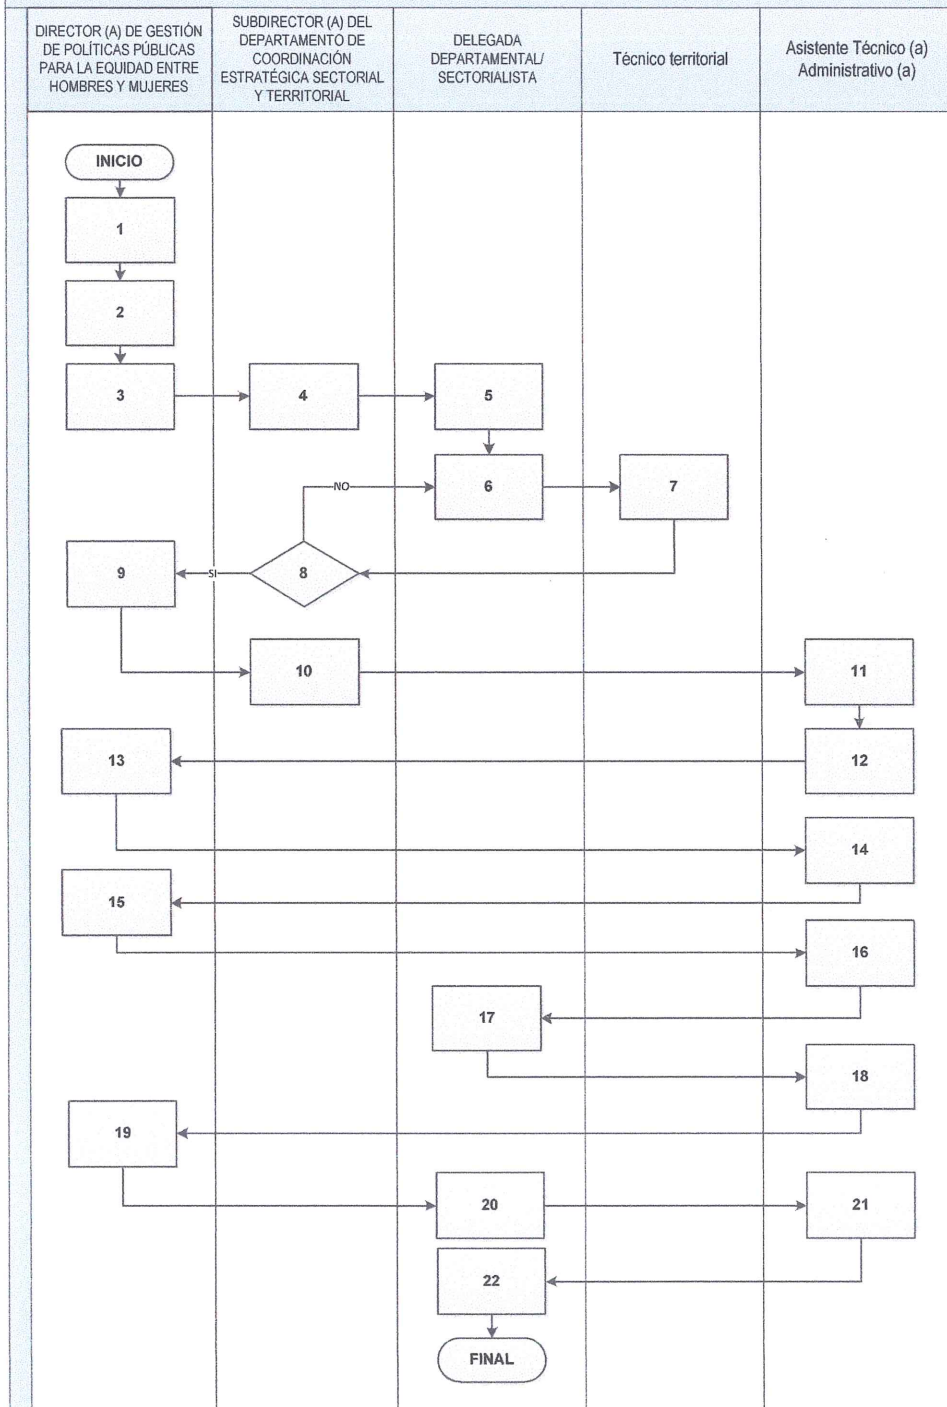 DIRECTOR (A) DE GESTIÓN
DE POLÍTICAS PÚBLICAS
PARA LA EQUIDAD ENTRE
HOMBRES Y MUJERES
SUBDIRECTOR (A) DEL
DEPARTAMENTO DE
COORDINACIÓN
ESTRATÉGICA SECTORIAL
Y TERRITORIAL
DELEGADA
DEPARTAMENTAL/
SECTORIALISTA
Técnico territorial
Asistente Técnico (a)
Administrativo (a)
INICIO
1
2
3
4
5
6
7
NO
8
SI
9
10
11
12
13
14
15
16
17
18
19
20
21
22
FINAL